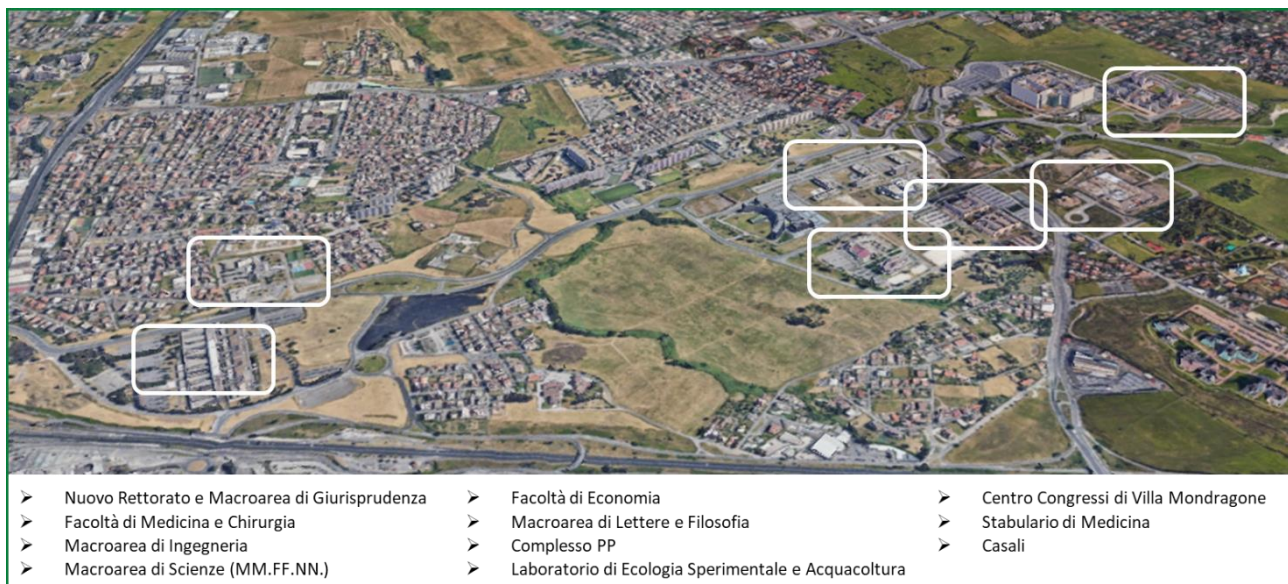 Nuovo Rettorato e Macroarea di Giurisprudenza
Facoltà di Medicina e Chirurgia
Macroarea di Ingegneria
Macroarea di Scienze (MM.FF.NN.)
Facoltà di Economia
Macroarea di Lettere e Filosofia
Complesso PP
Laboratorio di Ecologia Sperimentale e Acquacoltura
Centro Congressi di Villa Mondragone
Stabulario di Medicina
Casali